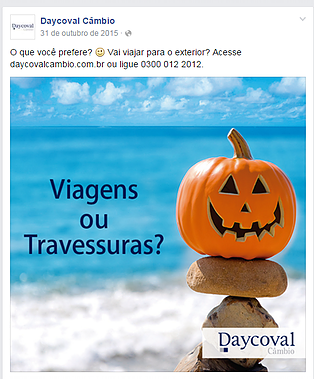 Daycoval
Daycoval Câmbio
31 de outubro de 2015 ·
O que você prefere? Vai viajar para o exterior? Acesse
daycovalcambio.com.br ou ligue 0300 012 2012.
Viagens
ou
Travessuras?
Daycoval
Câmbio